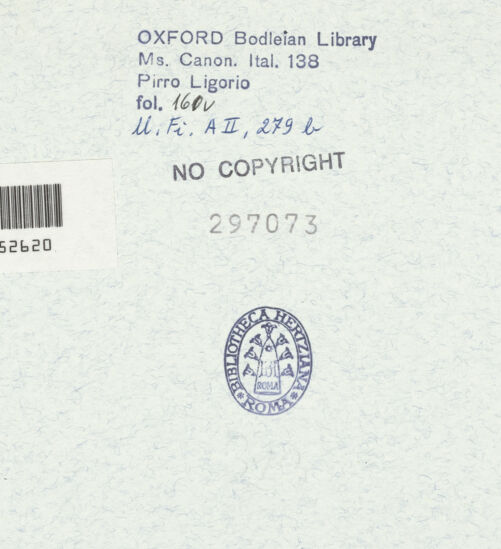 OXFORD Bodleian Library
Ms. Canon. Ital. 138
Pirro Ligorio
fol. 160v
U. Fi. A II, 279 b
NO COPYRIGHT
297073
52620
BIBLIOTHECA HERTZIANA
ROMA
* ROMA *